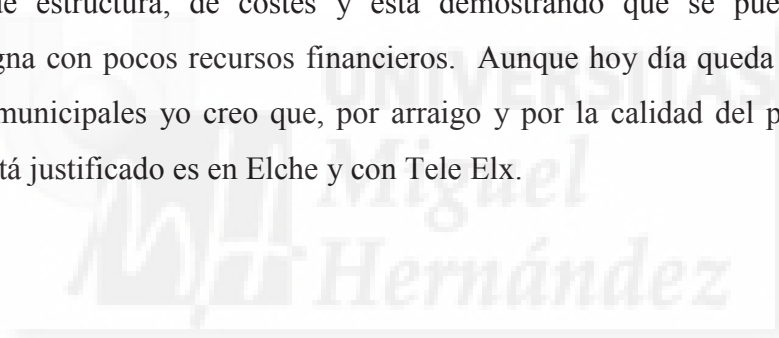 de estructura, de costes y está demostrando que se pue
gna con pocos recursos financieros. Aunque hoy día queda
municipales yo creo que, por arraigo y por la calidad del p
tá justificado es en Elche y con Tele Elx.
UNIVERSITAS
Miguel
Hernández